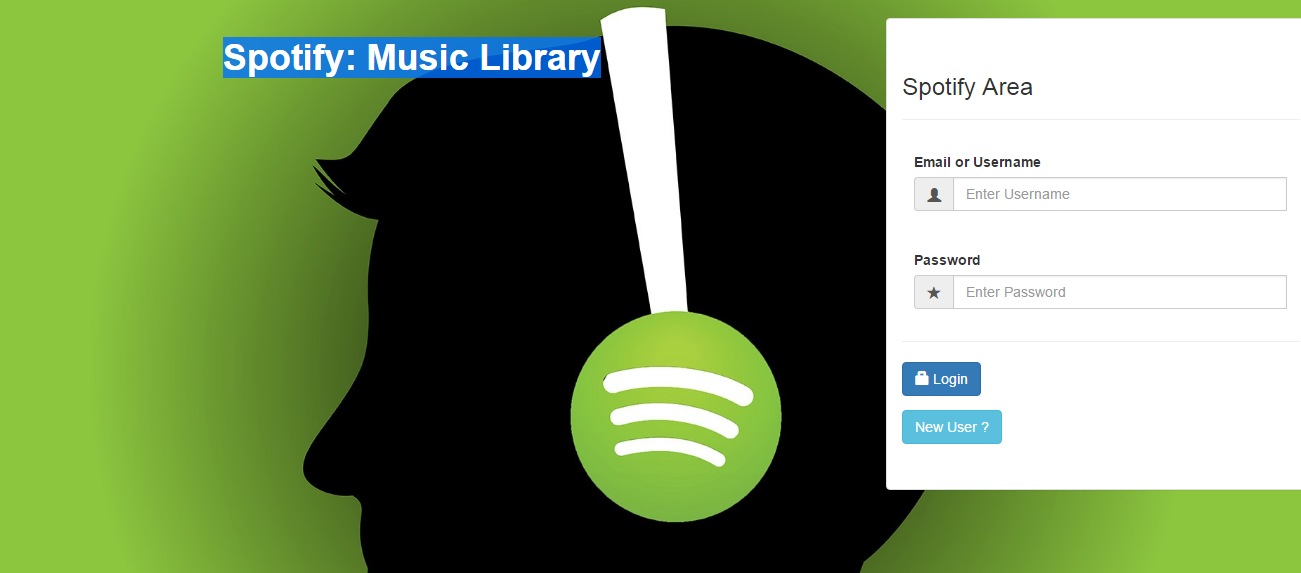 Spotify: Music Library
Spotify Area
Email or Username
Enter Username
Password
Enter Password
Login
New User ?